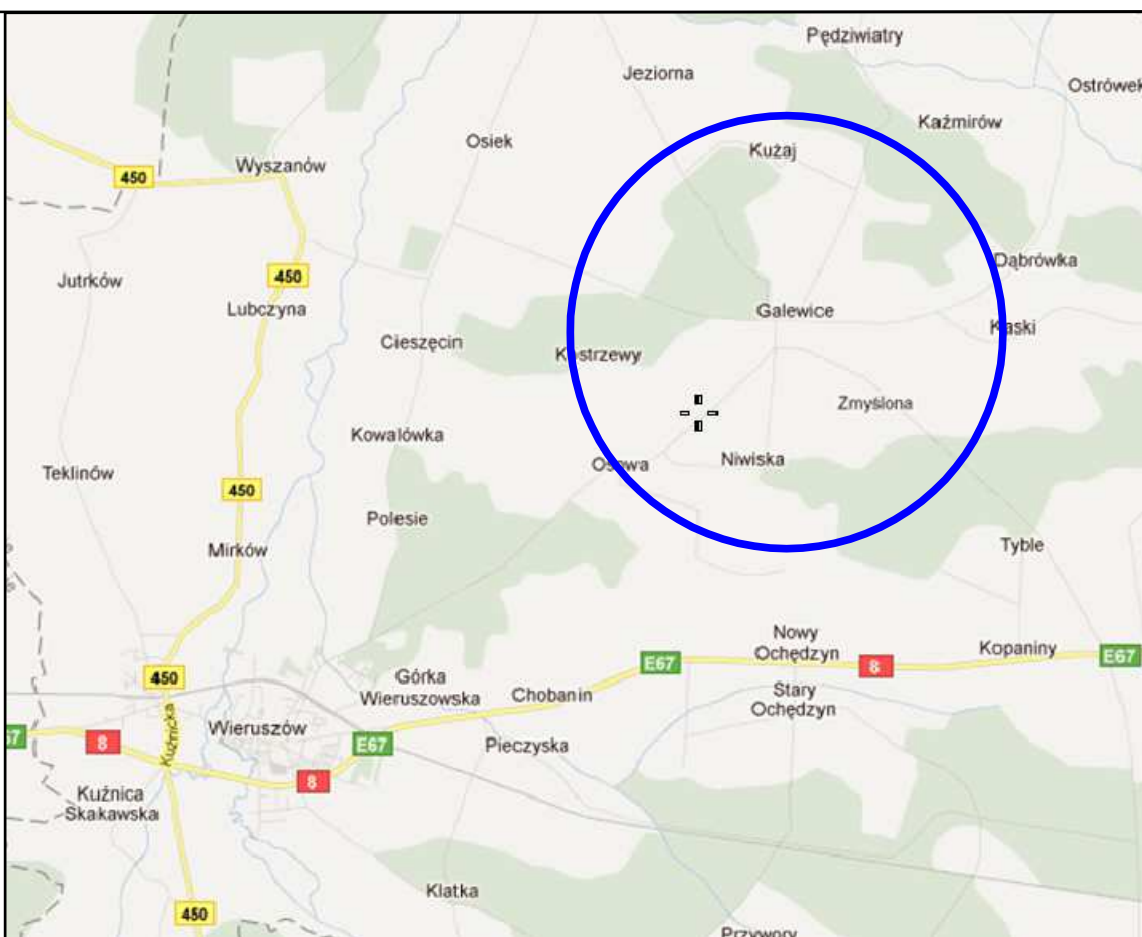 Pędziwiatry
Jeziorna
Ostrówek
Kaźmirów
Osiek
Kużaj
Wyszanów
450
Dąbrówka
Jutrków
450
Lubczyna
Galewice
Kaski
Cieszęcin
Kostrzewy
Zmyślona
Kowalówka
Osowa
Niwiska
Teklinów
450
Polesie
Mirków
Tyble
Nowy
Ochędzyn
Kopaniny
E67
8
E67
450
Górka
Wieruszowska
Chobanin
Stary
Ochędzyn
Kuźnicka
Wieruszów
67
8
E67
Pieczyska
8
Kuźnica
Skakawska
Klatka
450
Przywory